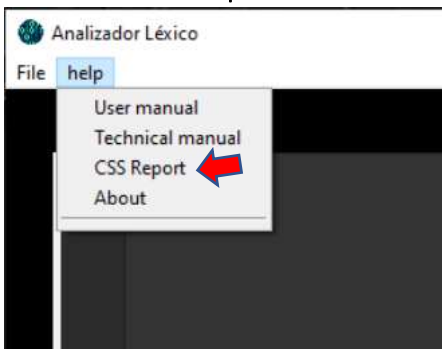 Analizador Léxico
File help
User manual
Technical manual
CSS Report
About